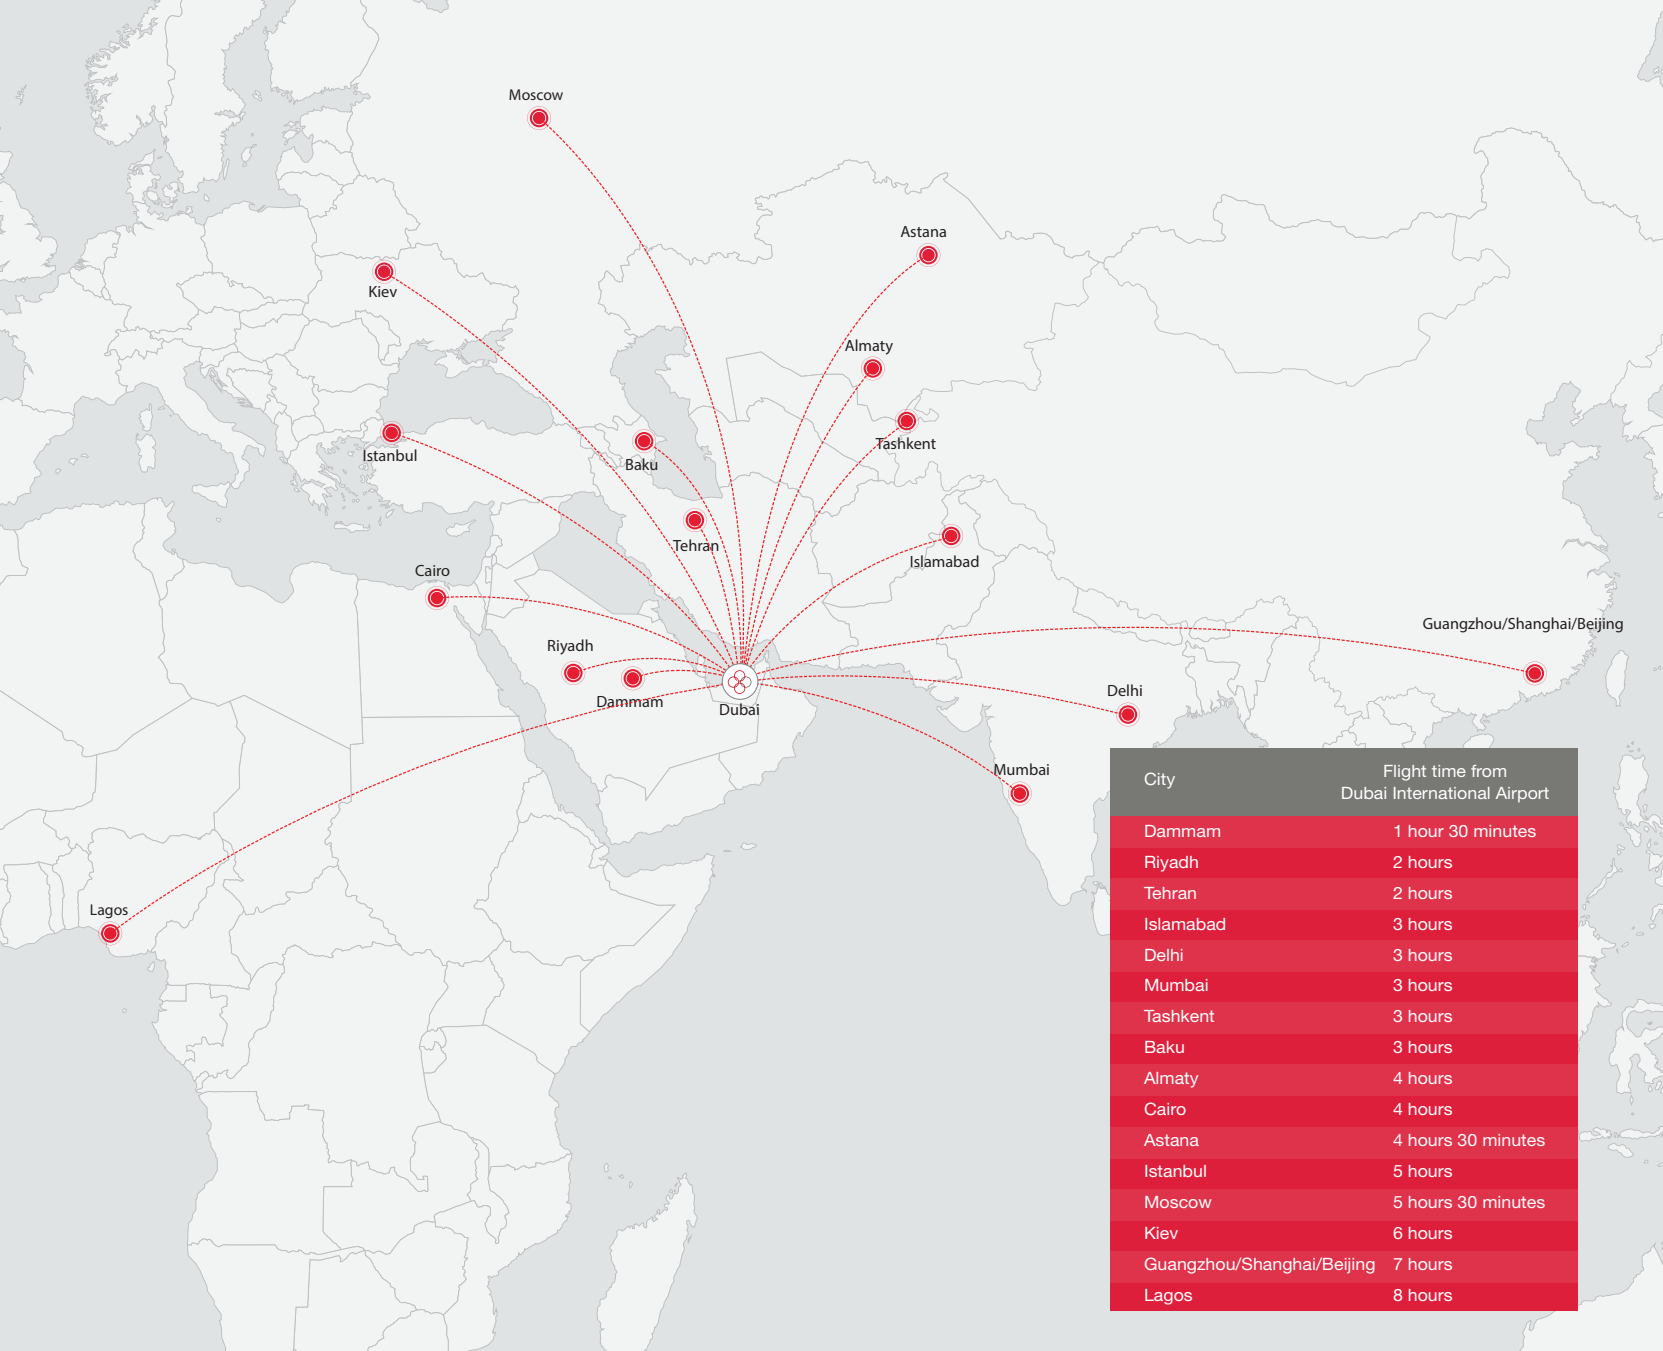 Moscow
Astana
Kiev
Almaty
Istanbul
Tashkent
Baku
Tehran
Islamabad
Cairo
Guangzhou/Shanghai/Beijing
Riyadh
Delhi
Dammam
Dubai
Mumbai
Lagos
City
Flight time from
Dubai International Airport
Dammam 1 hour 30 minutes
Riyadh 2 hours
Tehran 2 hours
Islamabad 3 hours
Delhi 3 hours
Mumbai 3 hours
Tashkent 3 hours
Baku 3 hours
Almaty 4 hours
Cairo 4 hours
Astana 4 hours 30 minutes
Istanbul 5 hours
Moscow 5 hours 30 minutes
Kiev 6 hours
Guangzhou/Shanghai/Beijing 7 hours
Lagos 8 hours